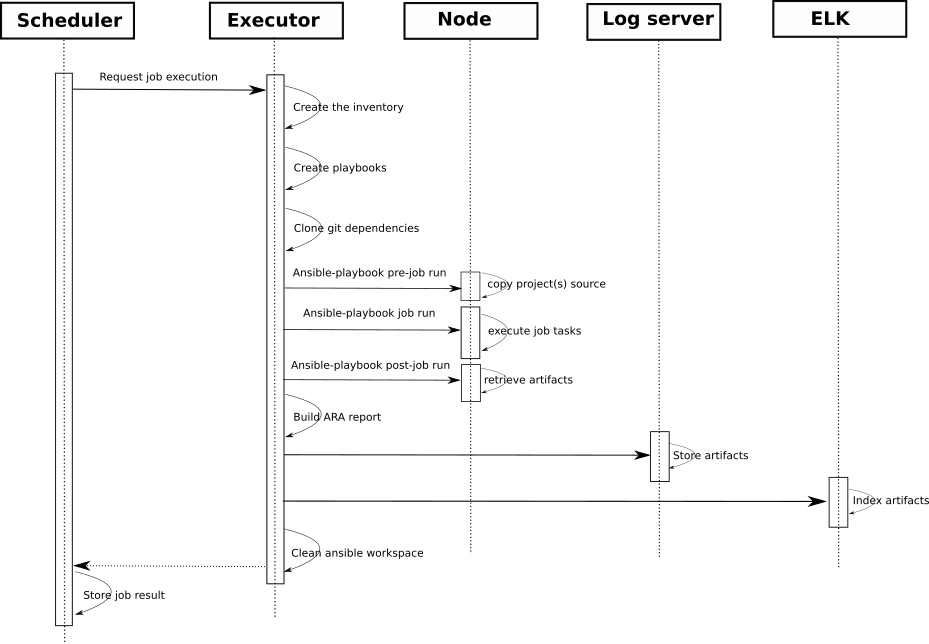 Scheduler
Executor
Node
Log server
ELK
Request job execution
Create the inventory
Create playbooks
Clone git dependencies
Ansible-playbook pre-job run
copy project(s) source
Ansible-playbook job run
execute job tasks
Ansible-playbook post-job run
retrieve artifacts
Build ARA report
Store artifacts
Index artifacts
Clean ansible workspace
Store job result